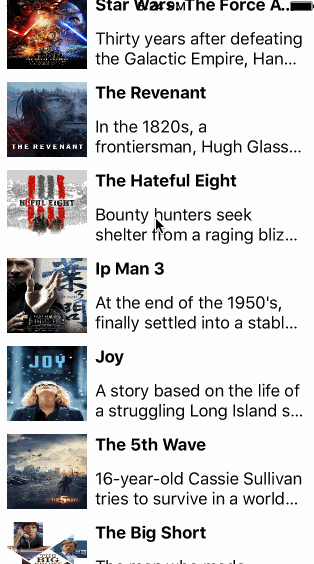 Star Wars: The Force A...
Thirty years after defeating
the Galactic Empire, Han...
The Revenant
THE REVENANT
In the 1820s, a
frontiersman, Hugh Glass...
The Hateful Eight
HATEFUL EIGHT
Bounty hunters seek
shelter from a raging bliz...
Ip Man 3
At the end of the 1950's,
finally settled into a stabl...
Joy
JOY
A story based on the life of
a struggling Long Island s...
The 5th Wave
16-year-old Cassie Sullivan
tries to survive in a world...
The Big Short
THE BIG